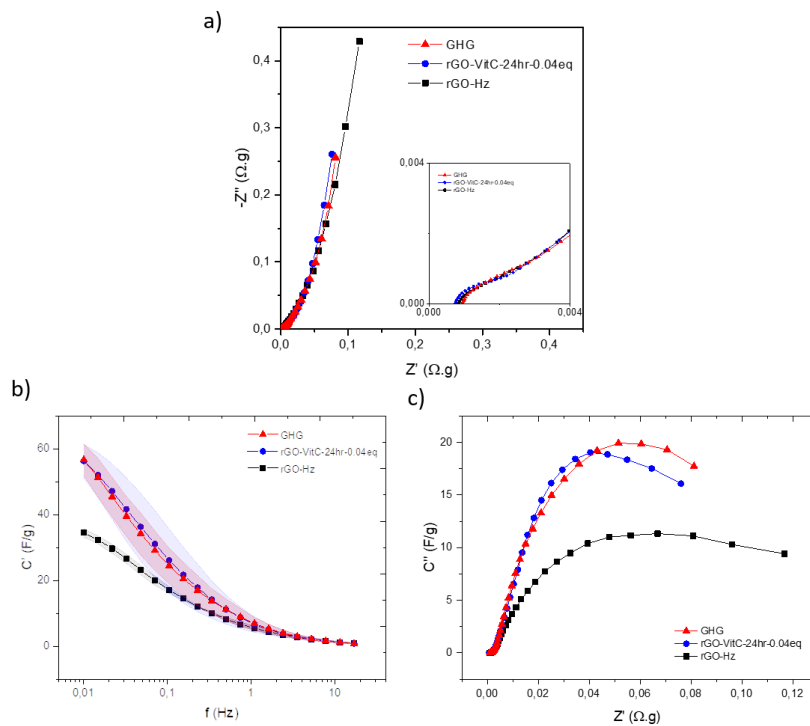 a)
0,4
0,3
0,2
0,1
0,0
-Z'' (Ω.g)
GHG
rGO-VitC-24hr-0.04eq
rGO-Hz
0,004
GHG
rGO-VitC-24hr-0.04eq
rGO-Hz
0,000
0,000 0,004
0,0 0,1 0,2 0,3 0,4
Z' (Ω.g)
b)
60
40
20
0
C' (F/g)
GHG
rGO-VitC-24hr-0.04eq
rGO-Hz
0,01 0,1 1 10
f (Hz)
c)
20
15
10
5
0
C'' (F/g)
GHG
rGO-VitC-24hr-0.04eq
rGO-Hz
0,00 0,02 0,04 0,06 0,08 0,10 0,12
Z' (Ω.g)